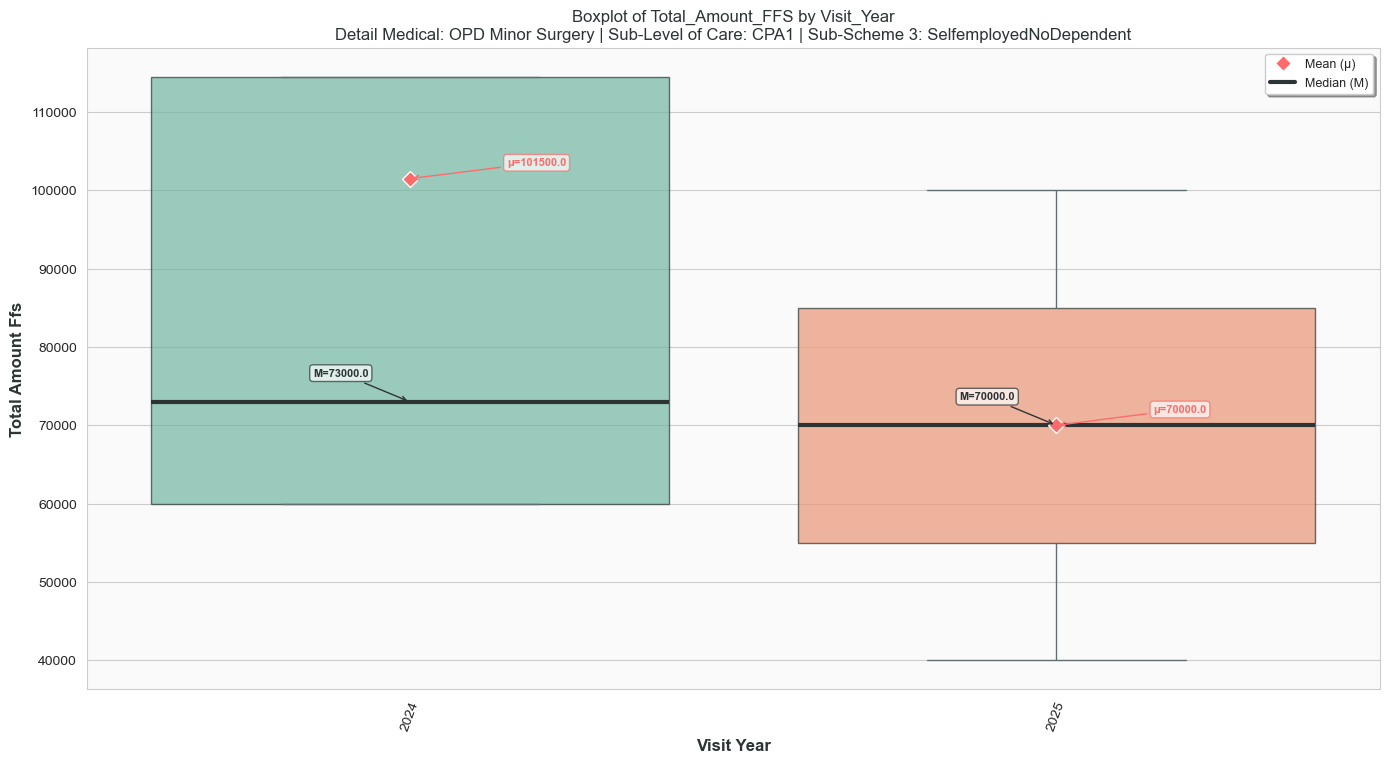 Boxplot of Total_Amount_FFS by Visit_Year
Detail Medical: OPD Minor Surgery | Sub-Level of Care: CPA1 | Sub-Scheme 3: SelfemployedNoDependent
Mean (μ)
Median (M)
Total Amount Ffs
110000
100000
90000
80000
70000
60000
50000
40000
μ=101500.0
M=73000.0
M=70000.0
μ=70000.0
2024
2025
Visit Year